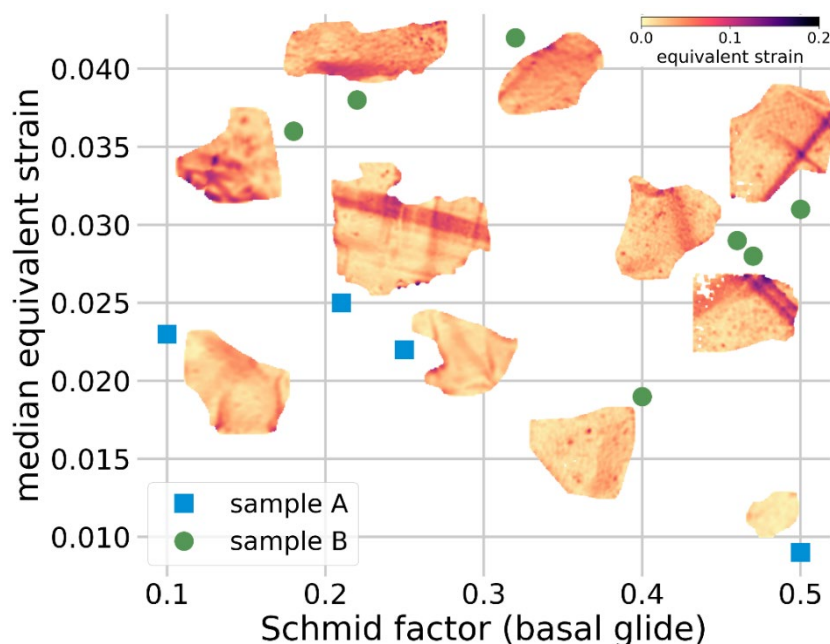 0.0 0.1 0.2
equivalent strain
median equivalent strain
0.040
0.035
0.030
0.025
0.020
0.015
0.010
sample A
sample B
0.1 0.2 0.3 0.4 0.5
Schmid factor (basal glide)